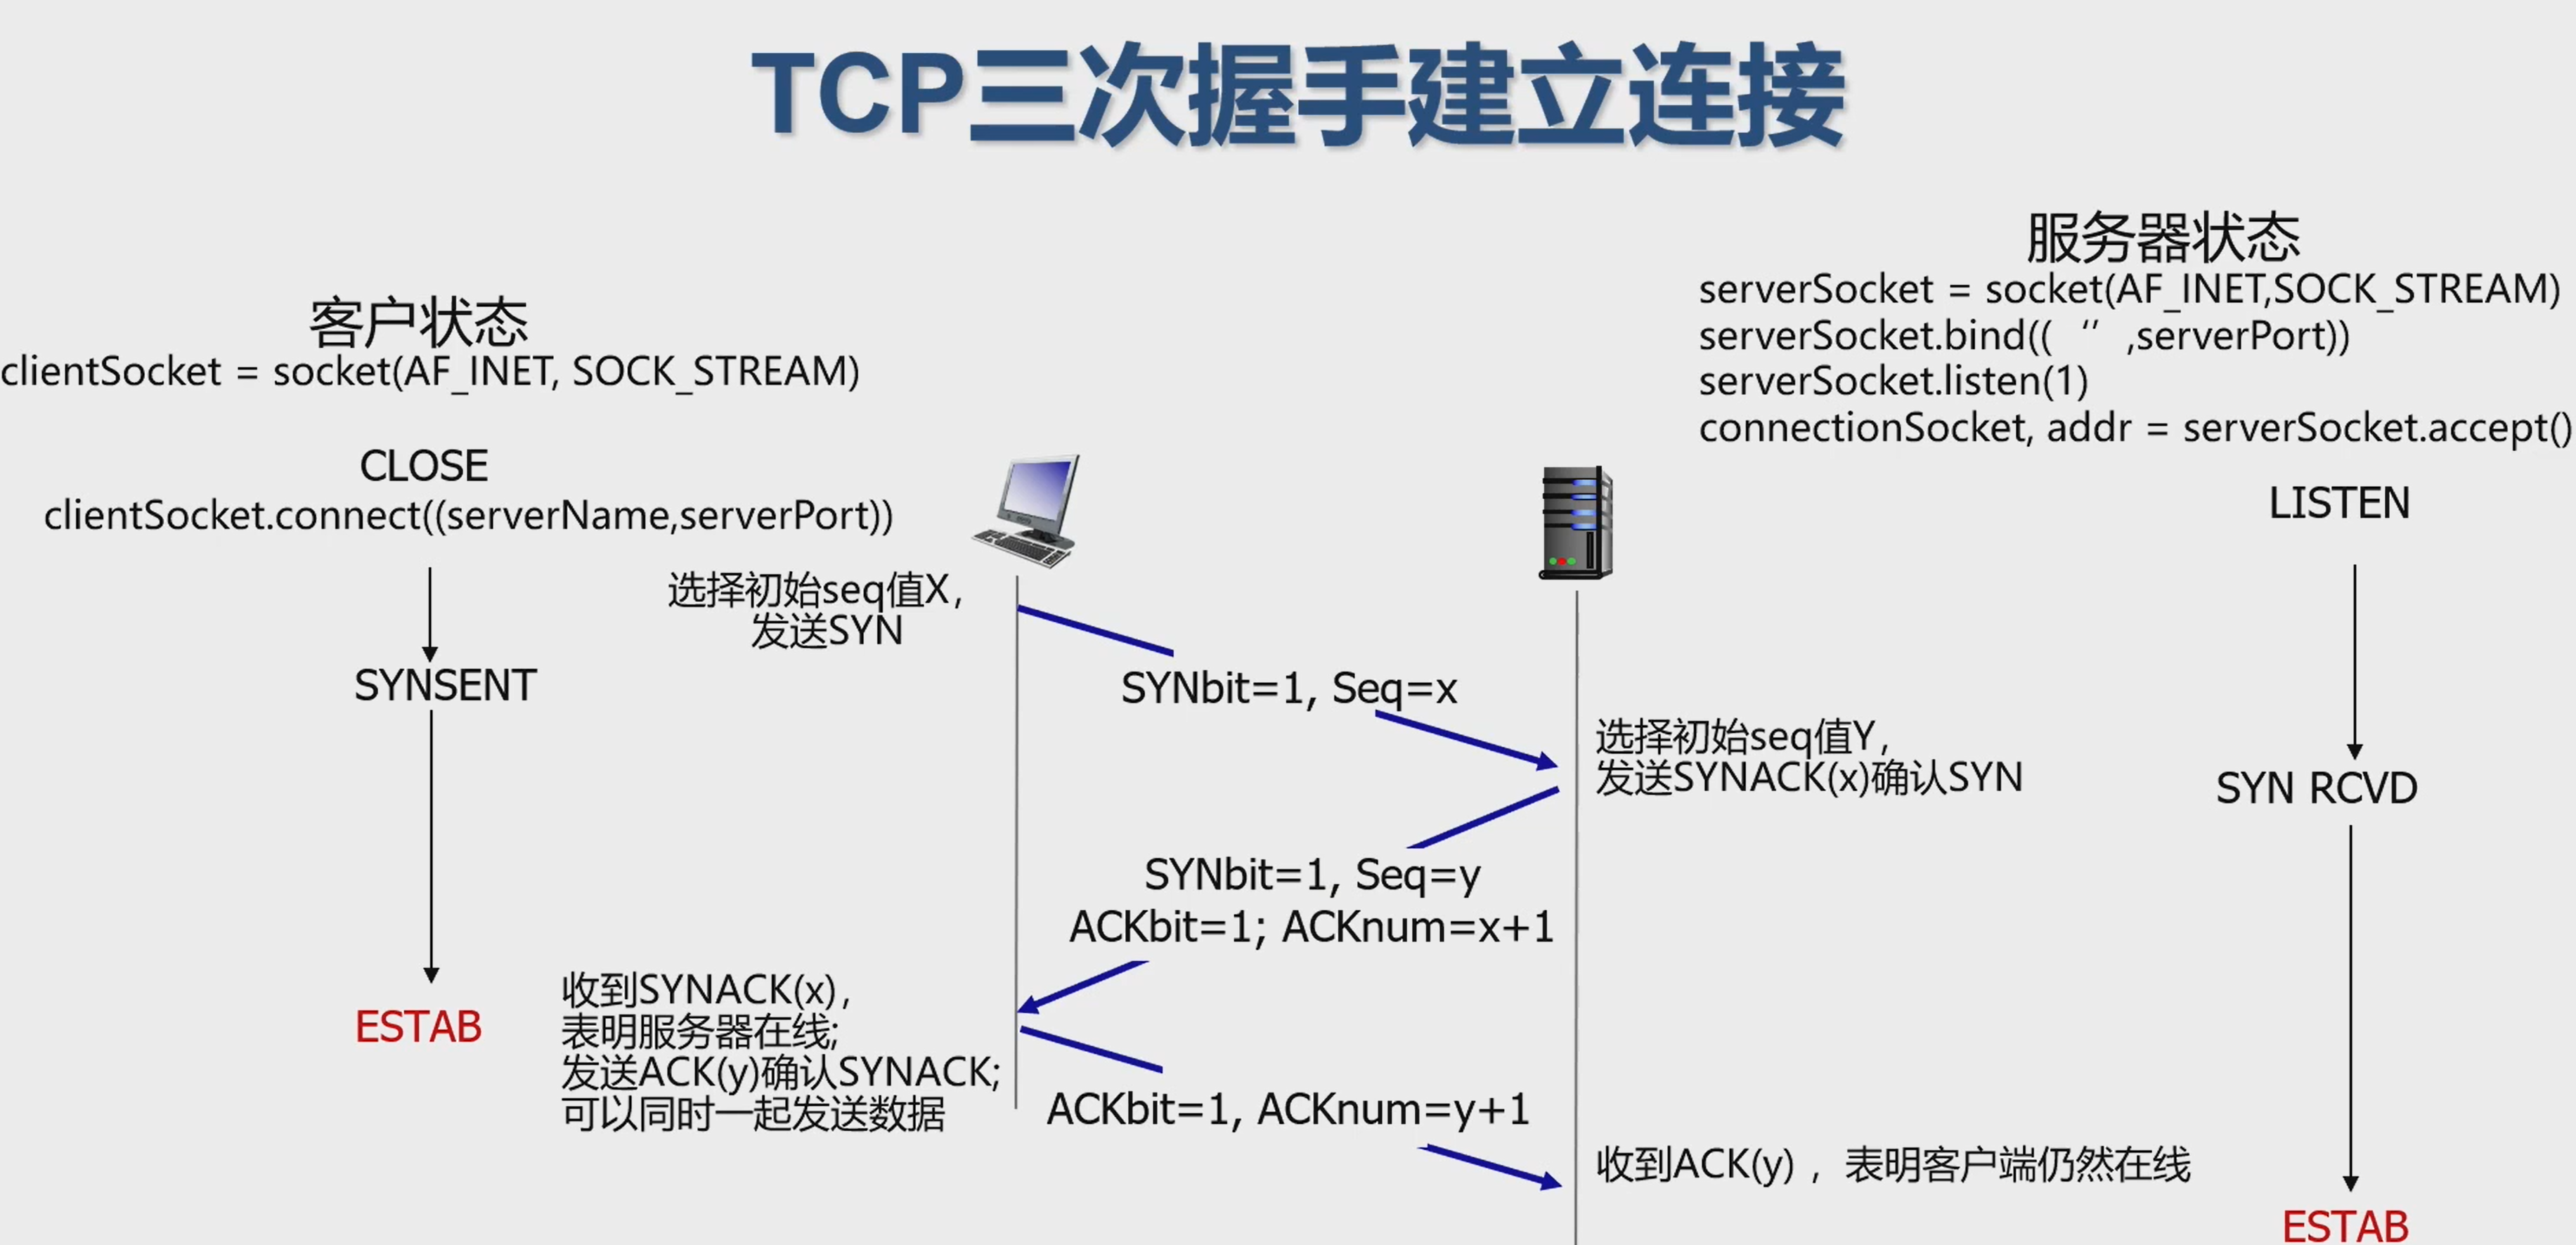 TCP三次握手建立连接
客户状态
clientSocket = socket(AF_INET, SOCK_STREAM)
CLOSE
clientSocket.connect((serverName,serverPort))
SYNSENT
ESTAB
选择初始seq值X,
发送SYN
SYNbit=1, Seq=x
SYNbit=1, Seq=y
ACKbit=1; ACKnum=x+1
收到SYNACK(x),
表明服务器在线;
发送ACK(y)确认SYNACK;
可以同时一起发送数据
ACKbit=1, ACKnum=y+1
服务器状态
serverSocket = socket(AF_INET,SOCK_STREAM)
serverSocket.bind(( “” ,serverPort))
serverSocket.listen(1)
connectionSocket, addr = serverSocket.accept()
LISTEN
选择初始seq值Y,
发送SYNACK(x)确认SYN
SYN RCVD
收到ACK(y) ,表明客户端仍然在线
ESTAB